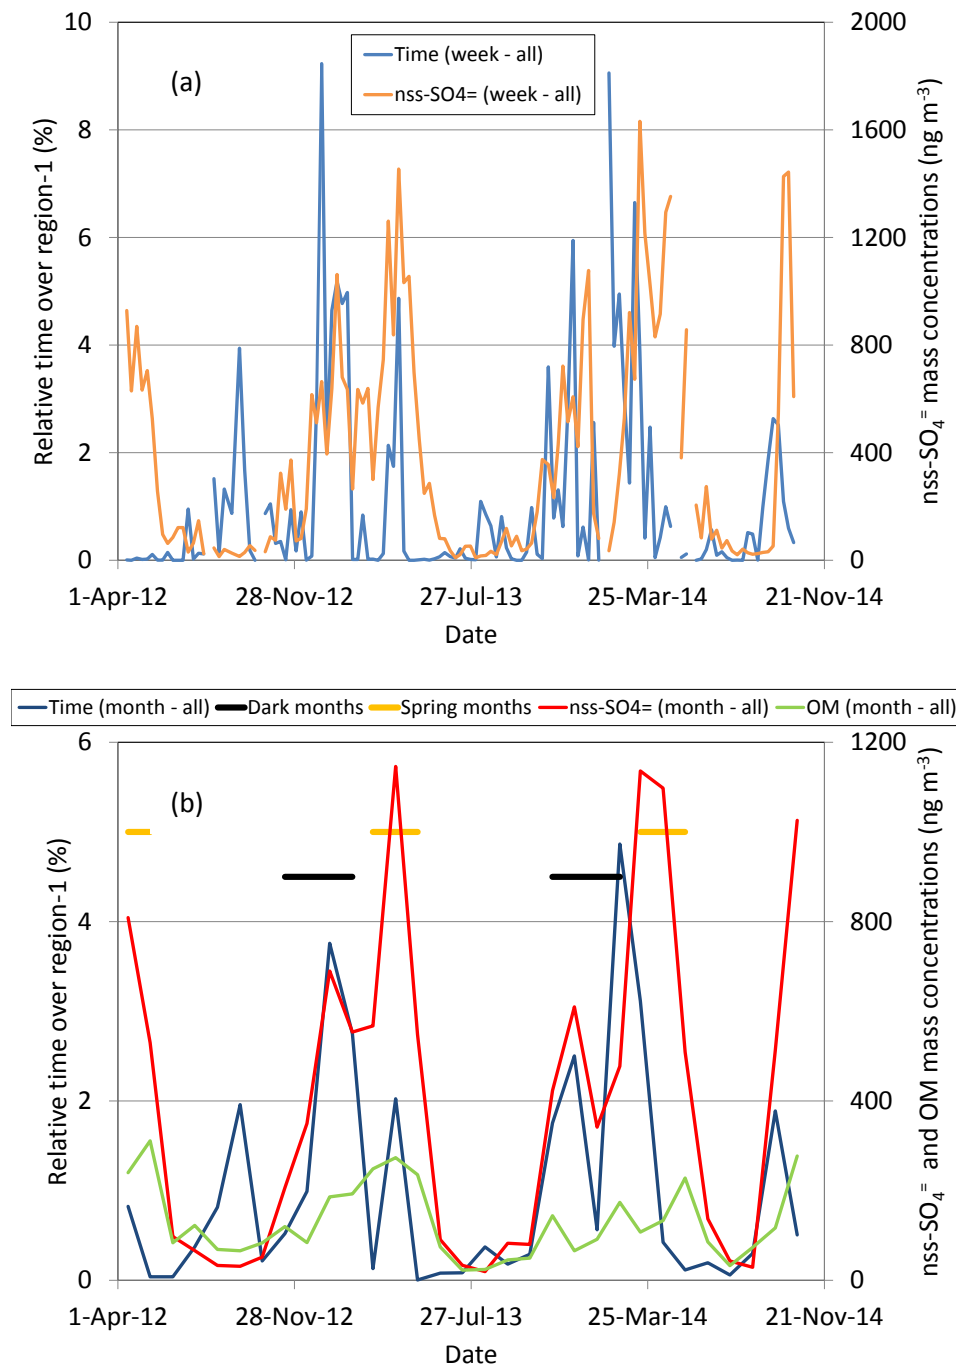 10
8
6
4
2
0
2000
1600
1200
800
400
0
(a)
Time (week - all)
nss-SO4= (week - all)
Relative time over region-1 (%)
nss-SO₄⁼ mass concentrations (ng m⁻³)
1-Apr-12 28-Nov-12 27-Jul-13 25-Mar-14 21-Nov-14
Date
Time (month - all) Dark months Spring months nss-SO4= (month - all) OM (month - all)
6
4
2
0
1200
800
400
0
(b)
Relative time over region-1 (%)
nss-SO₄⁼ and OM mass concentrations (ng m⁻³)
1-Apr-12 28-Nov-12 27-Jul-13 25-Mar-14 21-Nov-14
Date